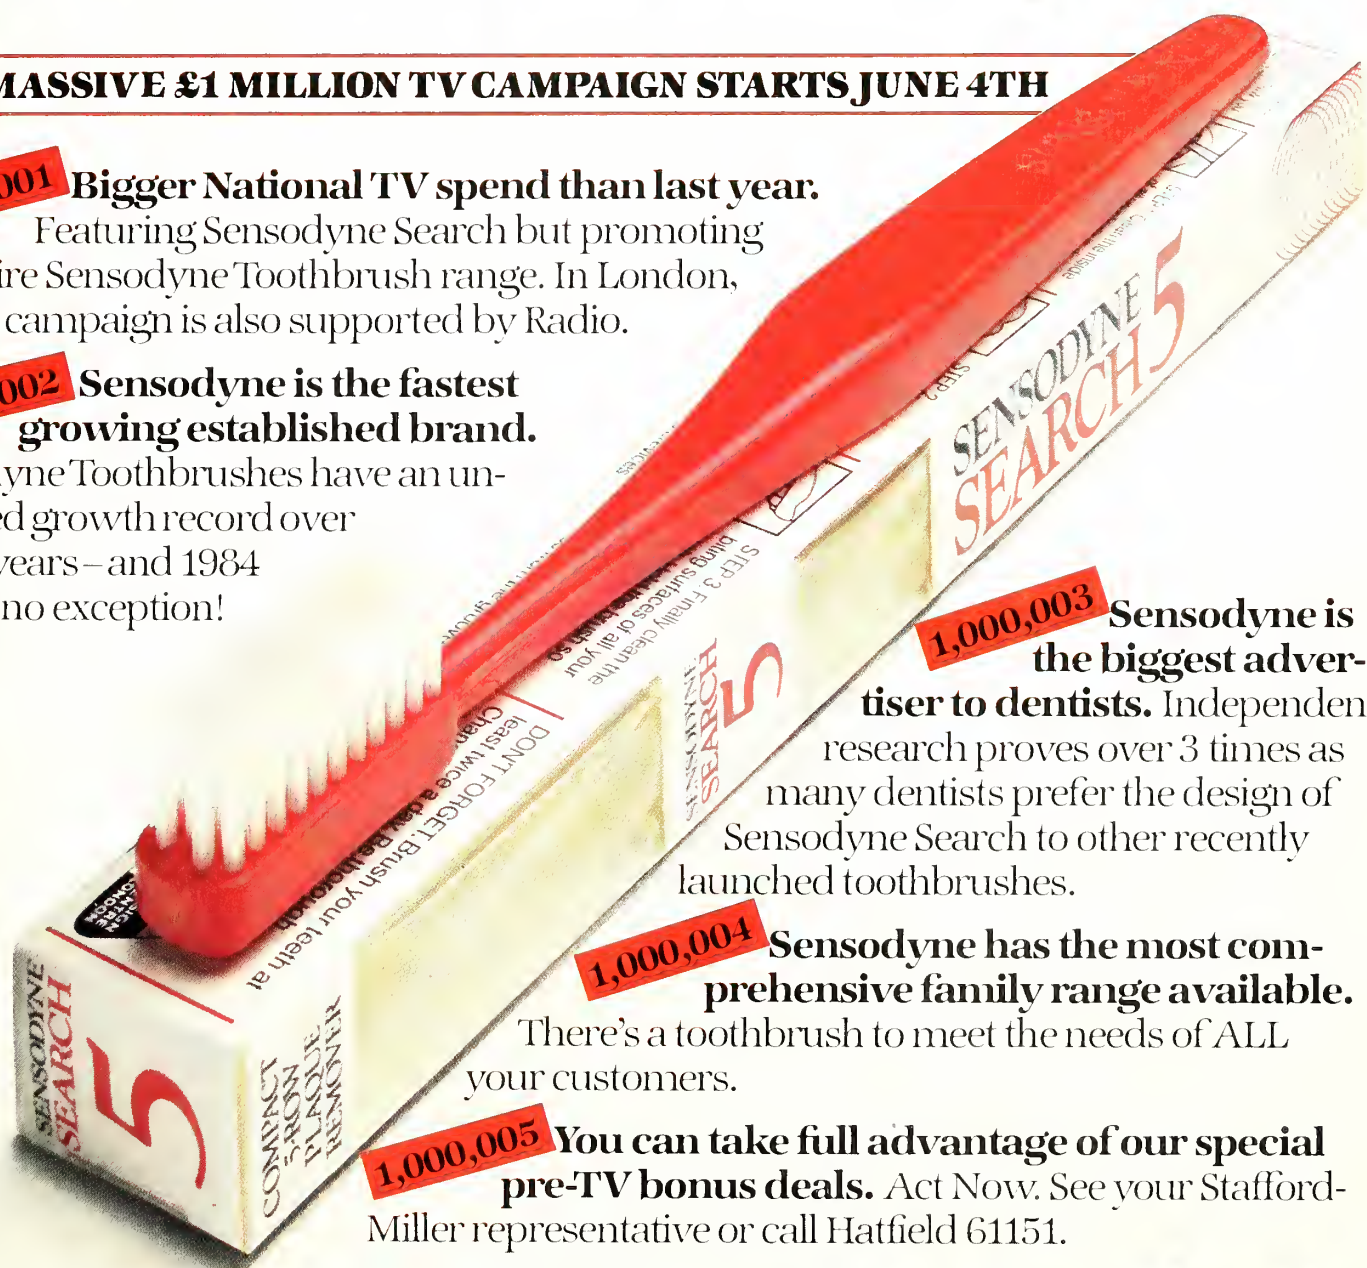 MASSIVE £1 MILLION TV CAMPAIGN STARTS JUNE 4TH
001 Bigger National TV spend than last year.
Featuring Sensodyne Search but promoting
ire Sensodyne Toothbrush range. In London,
campaign is also supported by Radio.
002 Sensodyne is the fastest
growing established brand.
yne Toothbrushes have an un-
ed growth record over
years – and 1984
no exception!
1,000,003 Sensodyne is
the biggest adver-
tiser to dentists. Independen
research proves over 3 times as
many dentists prefer the design of
Sensodyne Search to other recently
launched toothbrushes.
1,000,004 Sensodyne has the most com-
prehensive family range available.
There's a toothbrush to meet the needs of ALL
your customers.
1,000,005 You can take full advantage of our special
pre-TV bonus deals. Act Now. See your Stafford-
Miller representative or call Hatfield 61151.
SENSODYNE
SEARCH 5
STEP 2
STEP 3 Finally clean the
biting surfaces of all your
SENSODYNE
SEARCH
5
DON'T FORGET. Brush your teeth at
least twice a day. Be thorough
SENSODYNE
SEARCH
5
COMPACT
5-ROW
PLAQUE
REMOVER